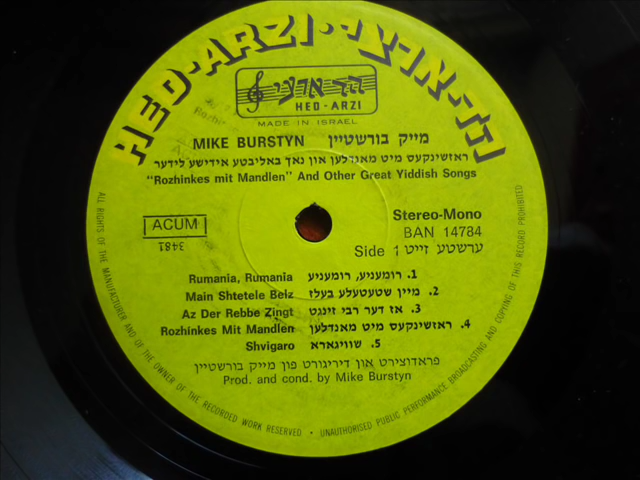 HED-ARZI · הד-ארצי
הד ארצי
HED - ARZI
MADE IN ISRAEL
MIKE BURSTYN מייק בורשטיין
ראזשינקעס מיט מאנדלען און נאך באליבטע אידישע לידער
"Rozhinkes mit Mandlen" And Other Great Yiddish Songs
ACUM
3481
Stereo-Mono
BAN 14784
Side 1 ערשטע זייט
Rumania, Rumania 1. רומעניע, רומעניע
Main Shtetele Belz 2. מיין שטעטעלע בעלז
Az Der Rebbe Zingt 3. אז דער רבי זינגט
Rozhinkes Mit Mandlen 4. ראזשינקעס מיט מאנדלען
Shvigaro 5. שוויגארא
פראדוצירט און דיריגורט פון מייק בורשטיין
Prod. and cond. by Mike Burstyn
ALL RIGHTS OF THE MANUFACTURER AND OF THE OWNER OF THE RECORDED WORK RESERVED • UNAUTHORISED PUBLIC PERFORMANCE BROADCASTING AND COPYING OF THIS RECORD PROHIBITED